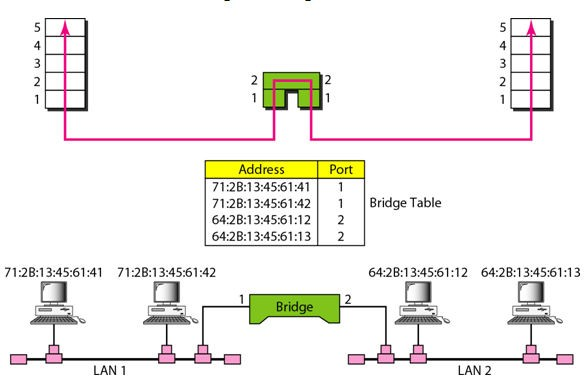 5 5
4 4
3 3
2 2 2 2
1 1 1 1
Address Port
71:2B:13:45:61:41 1
71:2B:13:45:61:42 1
64:2B:13:45:61:12 2
64:2B:13:45:61:13 2
Bridge Table
71:2B:13:45:61:41 71:2B:13:45:61:42 64:2B:13:45:61:12 64:2B:13:45:61:13
1 Bridge 2
LAN 1 LAN 2